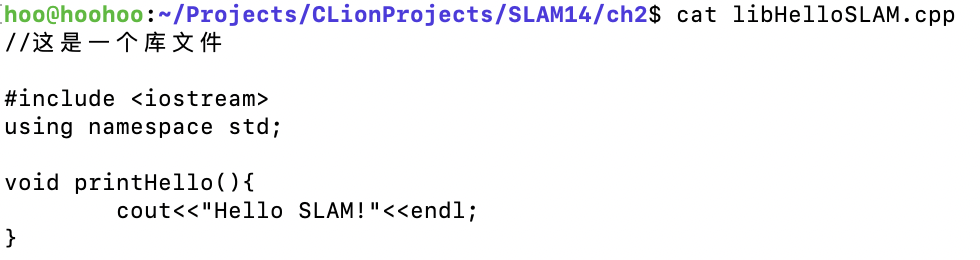 hoo@hoohoo:~/Projects/CLionProjects/SLAM14/ch2$ cat libHelloSLAM.cpp
//这是一个库文件

#include <iostream>
using namespace std;

void printHello(){
        cout<<"Hello SLAM!"<<endl;
}